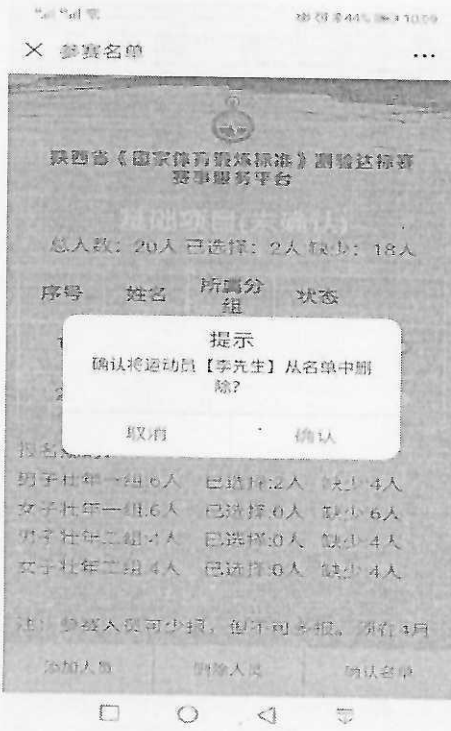 44% 10:59
× 参赛名单 ...
陕西省《国家体育锻炼标准》测验达标赛
赛事服务平台
总人数：20人 已选择：2人 缺少：18人
序号 姓名 所属分组 状态
提示
确认将运动员【李先生】从名单中删
除?
取消 确认
男子壮年一组:6人 已选择:2人 缺少:4人
女子壮年一组:6人 已选择:0人 缺少:6人
男子壮年二组:4人 已选择:0人 缺少:4人
女子壮年二组:4人 已选择:0人 缺少:4人
注：参赛人员可少报，但不可多报。须在4月
添加人员 删除人员 确认名单